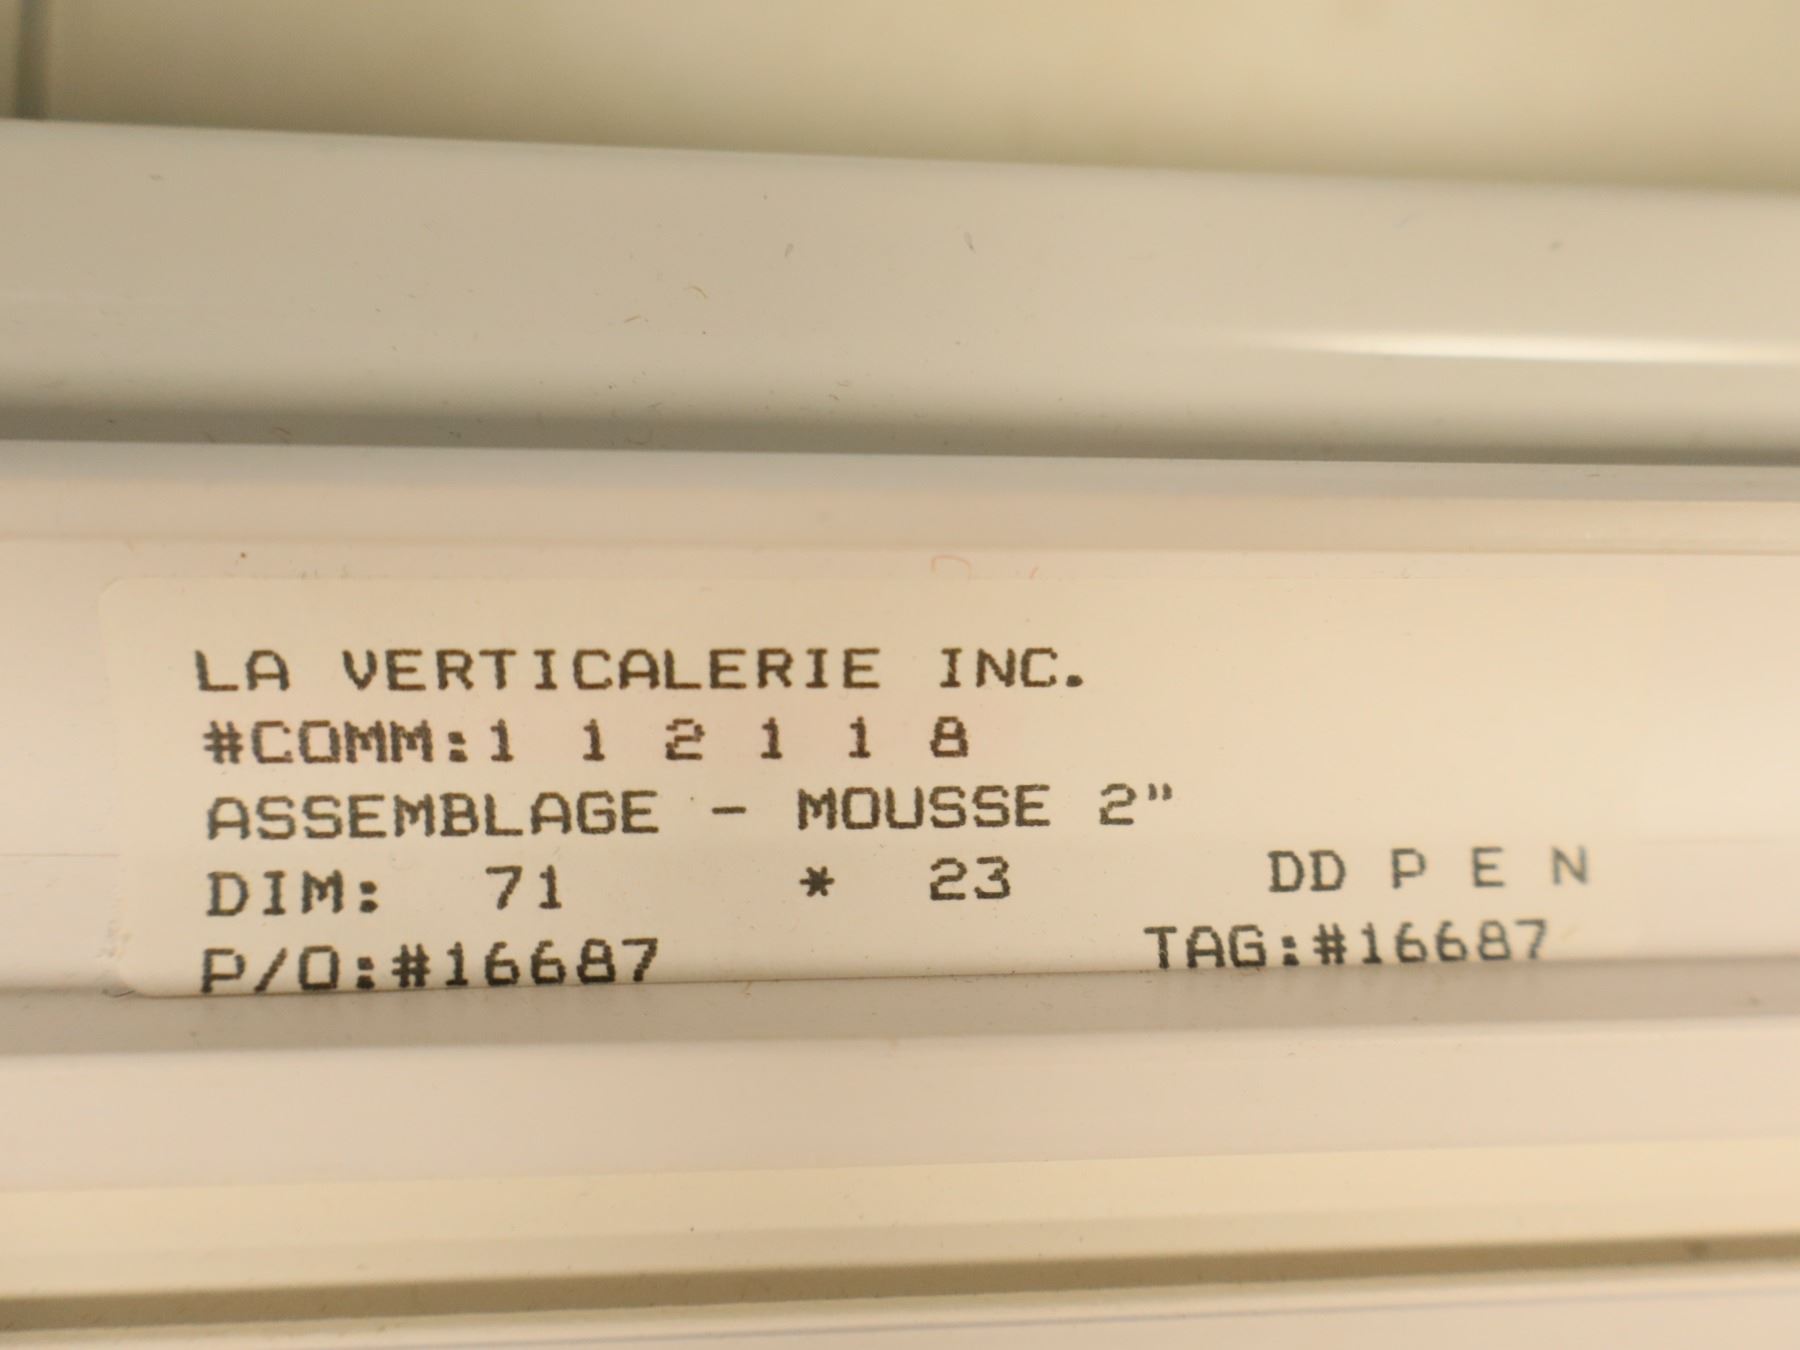 LA VERTICALERIE INC.
#COMM:1 1 2 1 1 8
ASSEMBLAGE - MOUSSE 2"
DIM: 71 * 23 DD P E N
P/O:#16687 TAG:#16687